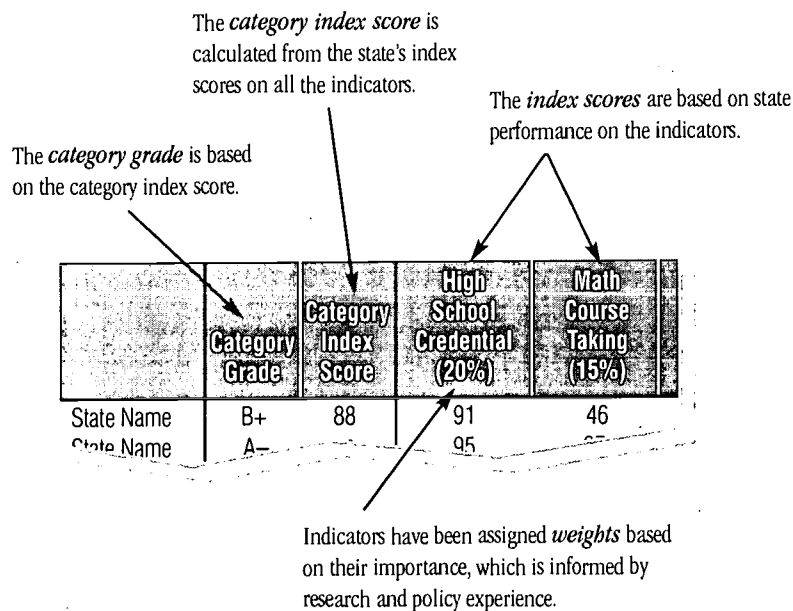 The category index score is
calculated from the state's index
scores on all the indicators.
The index scores are based on state
performance on the indicators.
The category grade is based
on the category index score.
Category
Grade
Category
Index
Score
High
School
Credential
(20%)
Math
Course
Taking
(15%)
State Name B+ 88 91 46
State Name A– 95
Indicators have been assigned weights based
on their importance, which is informed by
research and policy experience.